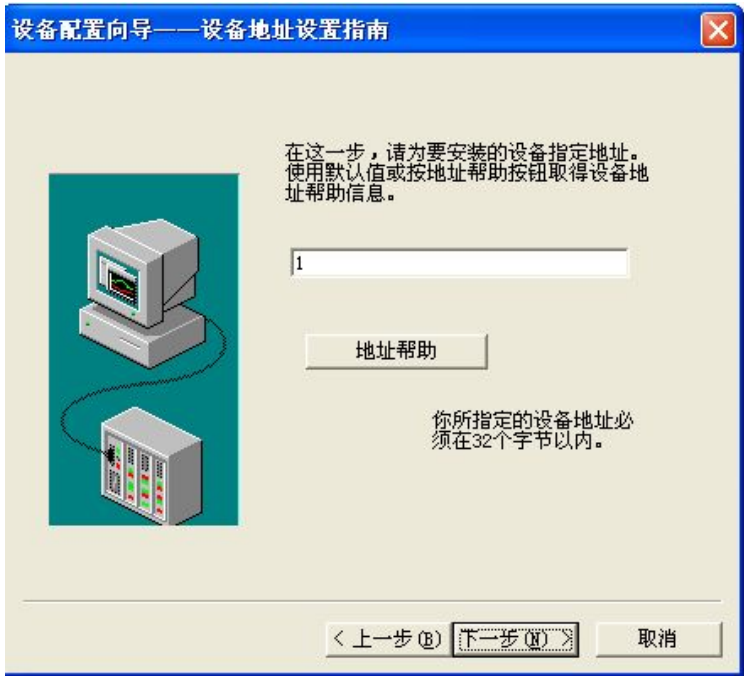 设备配置向导——设备地址设置指南
在这一步，请为要安装的设备指定地址。
使用默认值或按地址帮助按钮取得设备地
址帮助信息。
1
地址帮助
你所指定的设备地址必
须在32个字节以内。
< 上一步(B) 下一步(N) > 取消